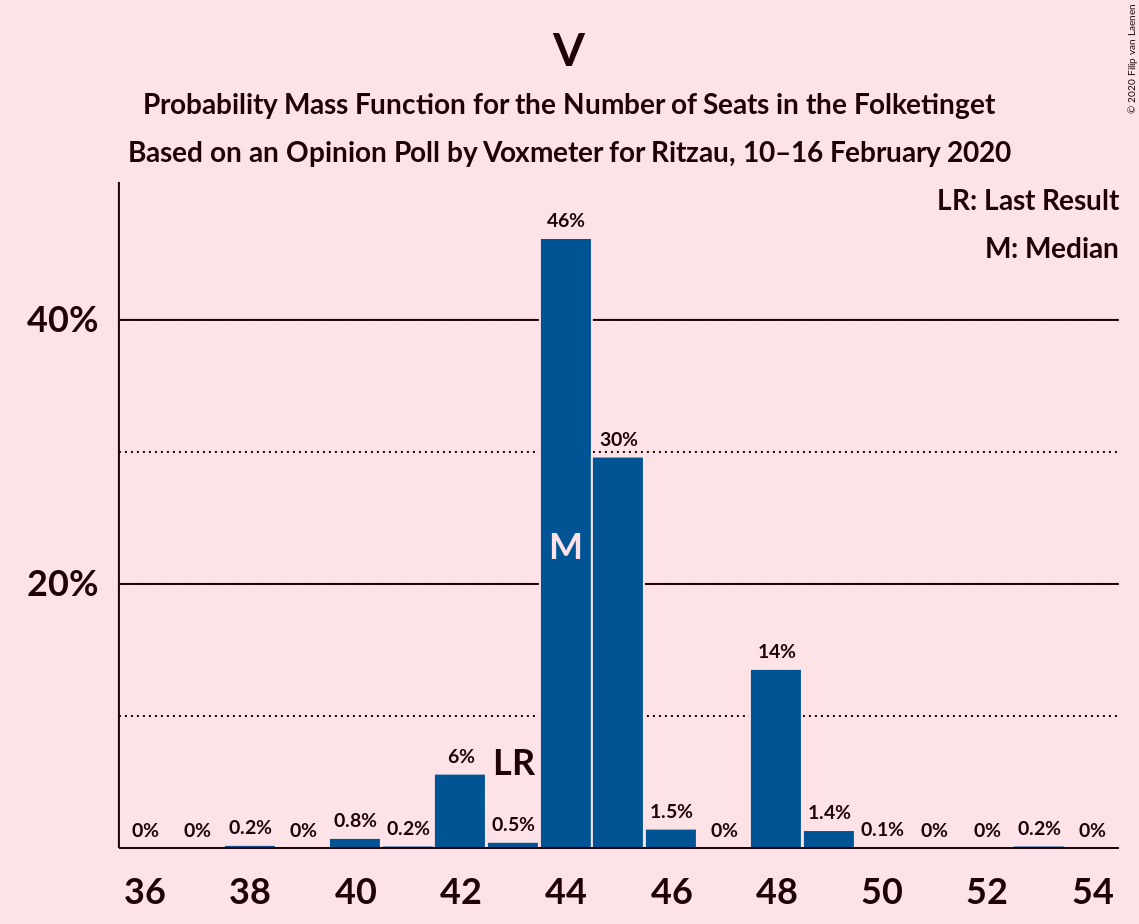 V
Probability Mass Function for the Number of Seats in the Folketinget
Based on an Opinion Poll by Voxmeter for Ritzau, 10–16 February 2020
© 2020 Filip van Laenen
LR: Last Result
M: Median
40%
20%
0%
0%
0.2%
0%
0.8%
0.2%
6%
0.5%
46%
30%
1.5%
0%
14%
1.4%
0.1%
0%
0%
0.2%
0%
LR
M
36 38 40 42 44 46 48 50 52 54